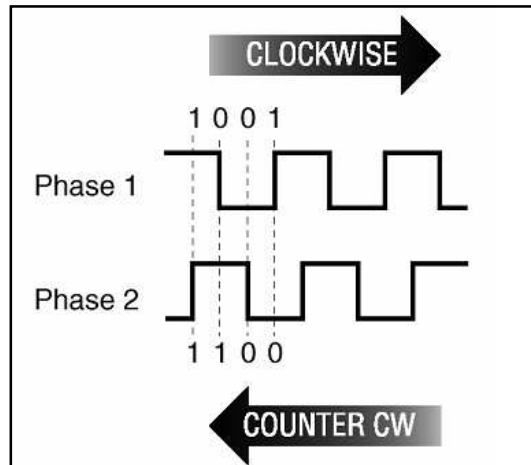 CLOCKWISE
1 0 0 1
Phase 1
Phase 2
1 1 0 0
COUNTER CW